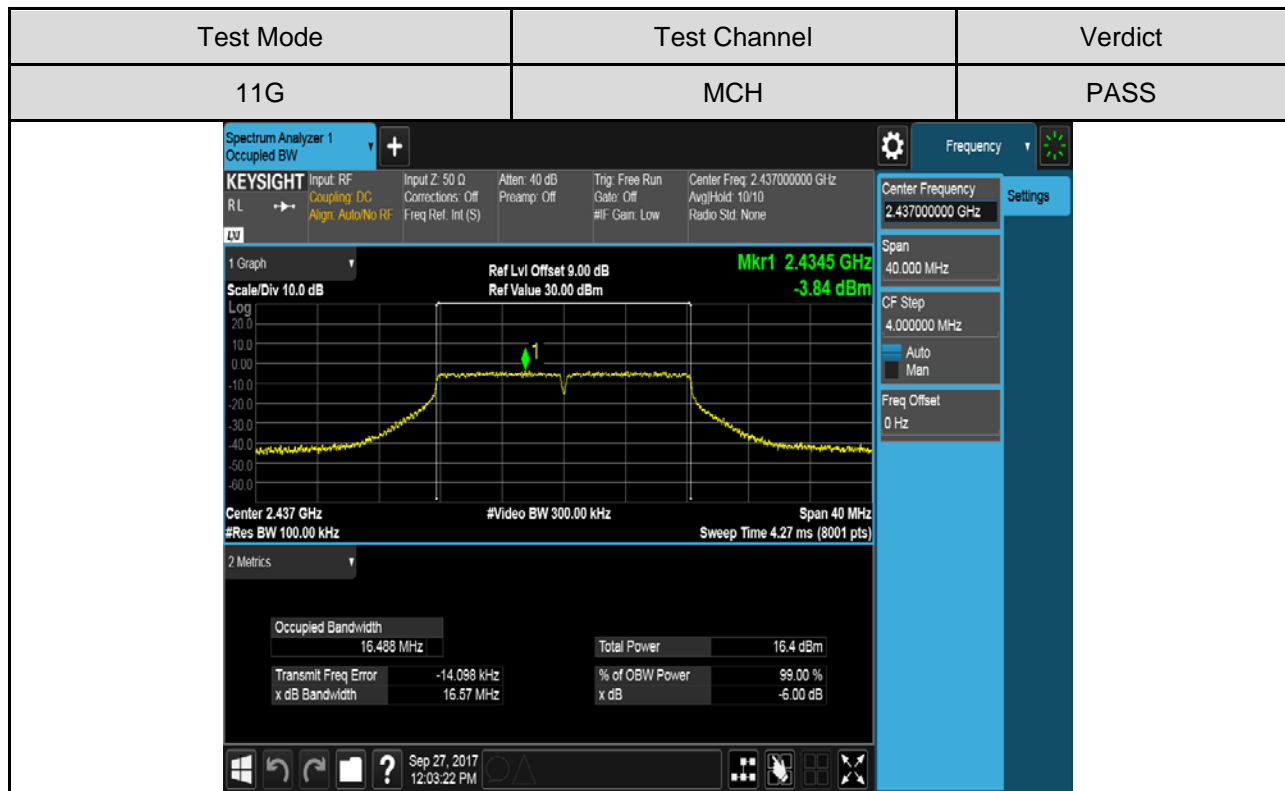 Test Mode Test Channel Verdict
11G MCH PASS
Spectrum Analyzer 1
Occupied BW
+
Frequency
KEYSIGHT
RL
LXI
Input: RF
Coupling: DC
Align: Auto/No RF
Input Z: 50 Ω
Corrections: Off
Freq Ref: Int (S)
Atten: 40 dB
Preamp: Off
Trig: Free Run
Gate: Off
#IF Gain: Low
Center Freq: 2.437000000 GHz
Avg|Hold: 10/10
Radio Std: None
Center Frequency
2.437000000 GHz
Settings
Span
40.000 MHz
CF Step
4.000000 MHz
Auto
Man
Freq Offset
0 Hz
1 Graph
Scale/Div 10.0 dB
Ref Lvl Offset 9.00 dB
Ref Value 30.00 dBm
Mkr1 2.4345 GHz
-3.84 dBm
Log
20.0
10.0
0.00
-10.0
-20.0
-30.0
-40.0
-50.0
-60.0
1
Center 2.437 GHz
#Res BW 100.00 kHz
#Video BW 300.00 kHz
Span 40 MHz
Sweep Time 4.27 ms (8001 pts)
2 Metrics
Occupied Bandwidth
16.488 MHz
Total Power 16.4 dBm
Transmit Freq Error -14.098 kHz
% of OBW Power 99.00 %
x dB Bandwidth 16.57 MHz
x dB -6.00 dB
?
Sep 27, 2017
12:03:22 PM